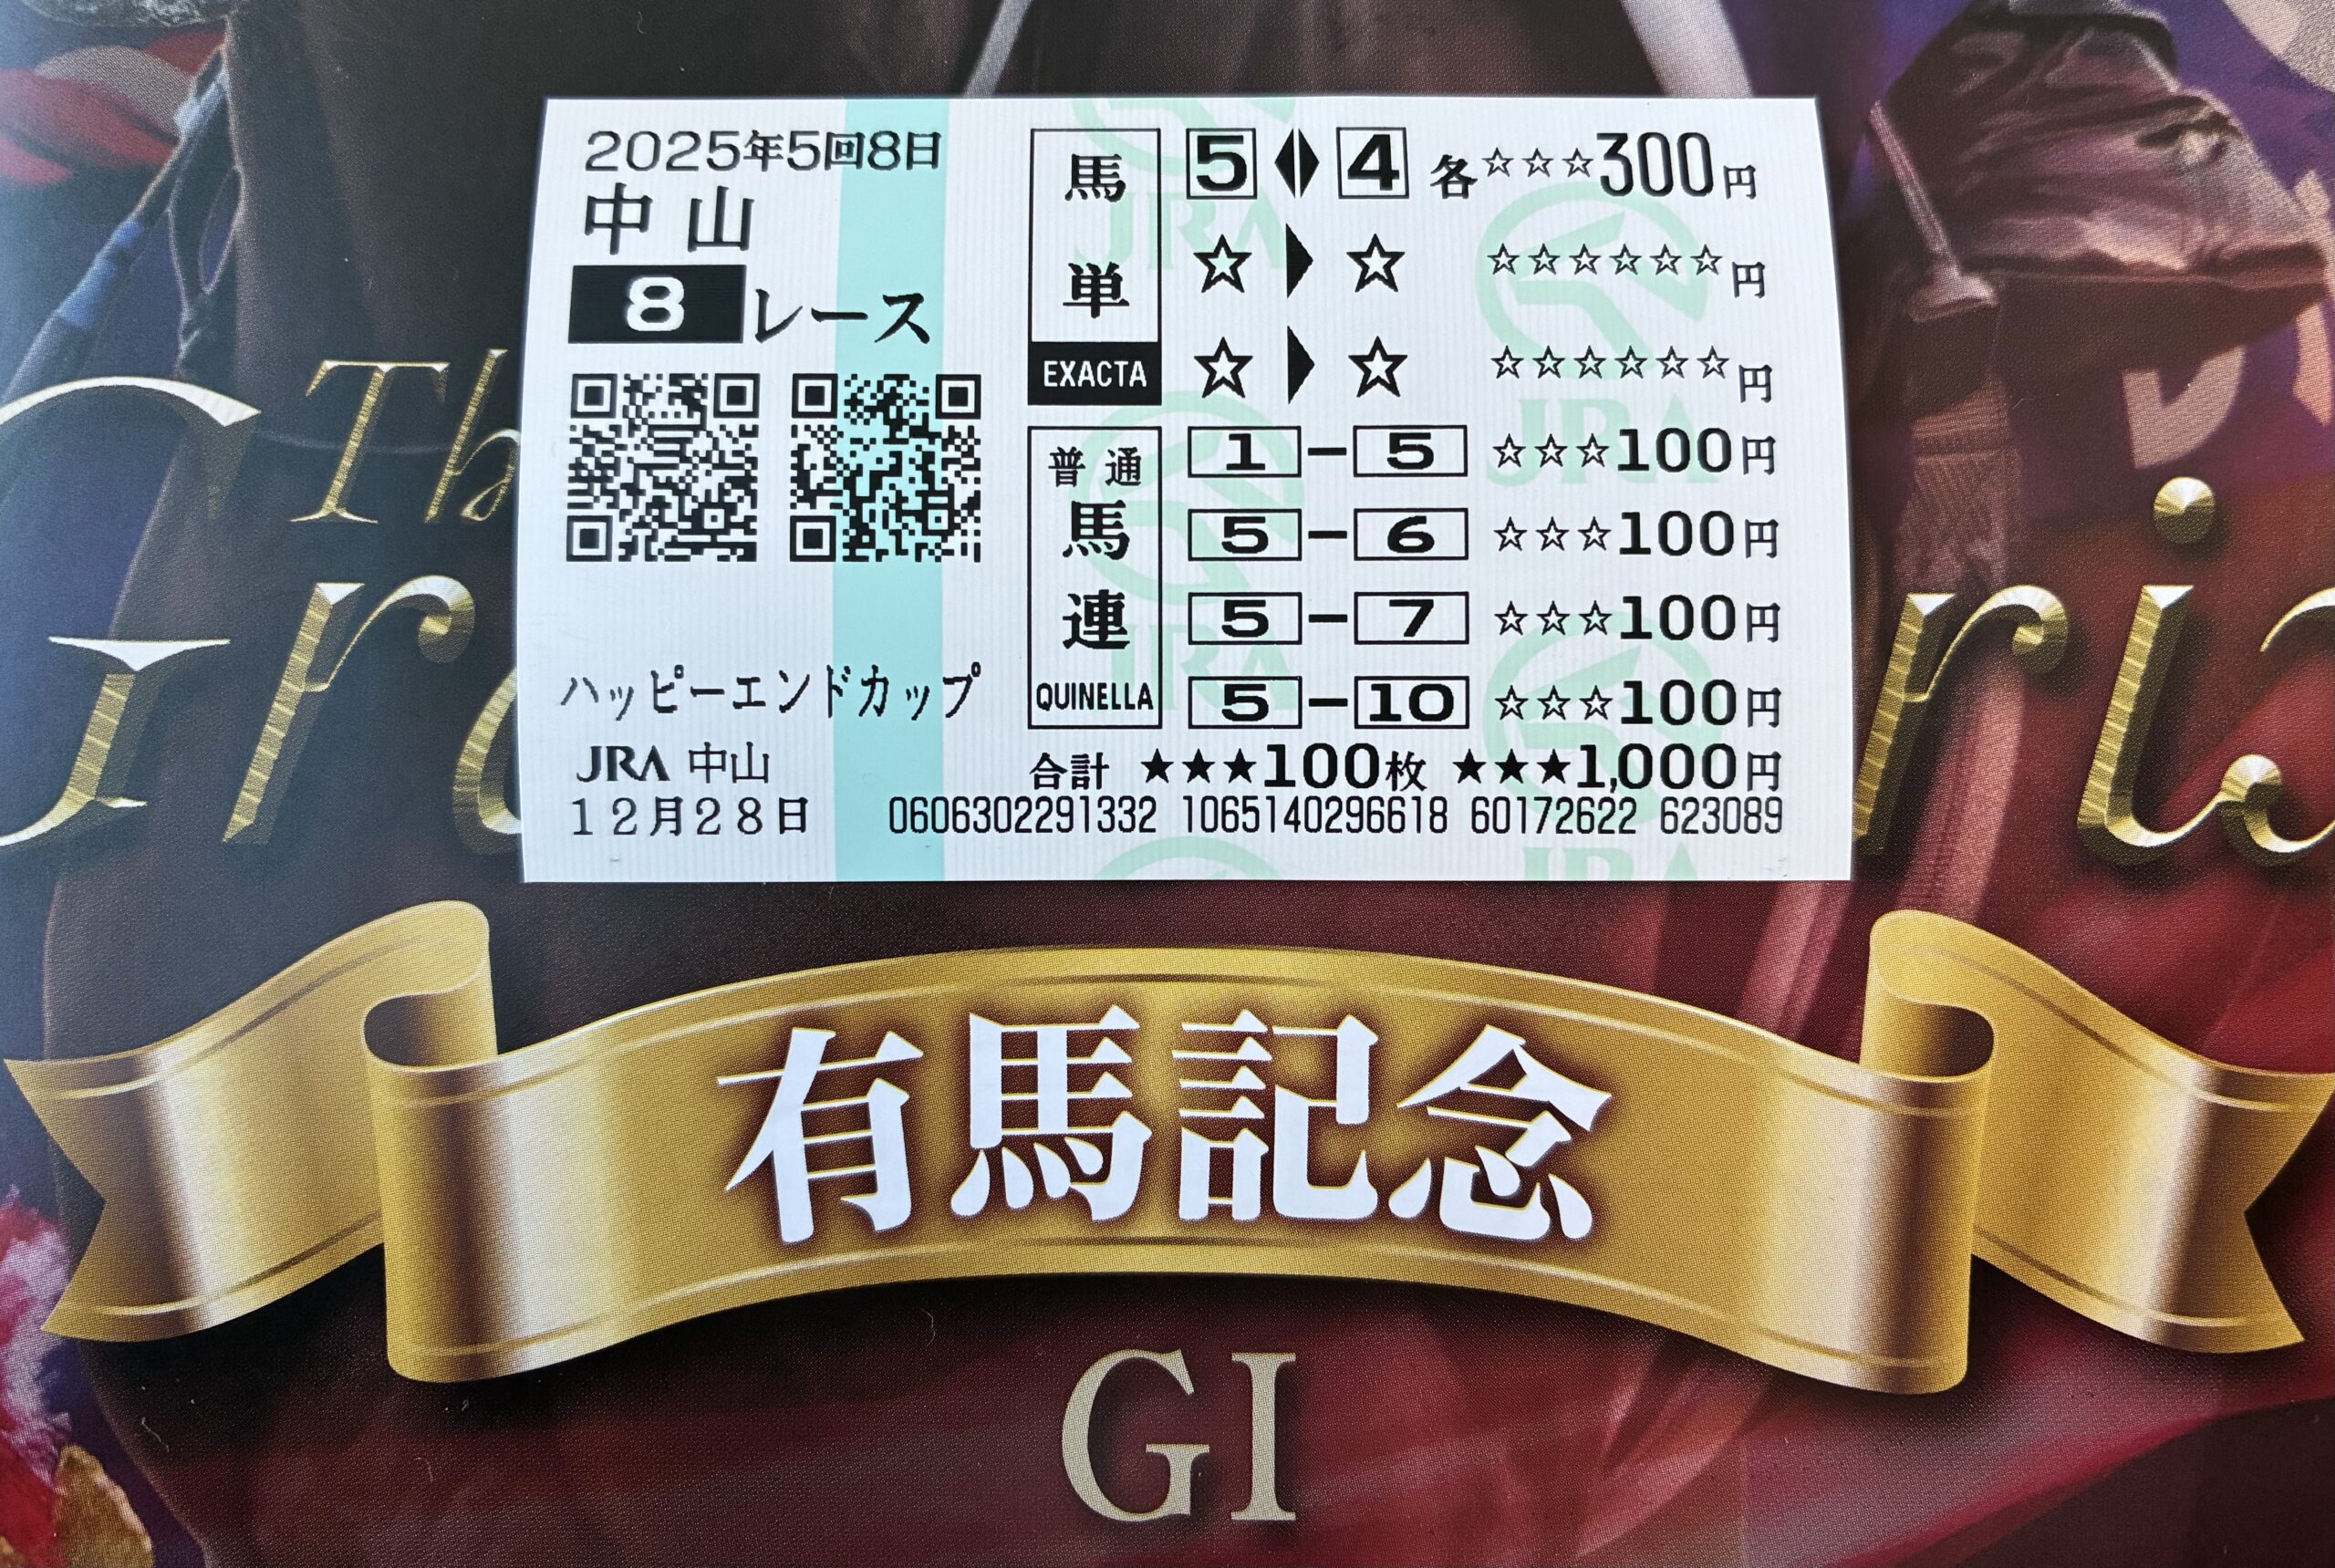 2025年5回8日
中山
8レース
ハッピーエンドカップ
JRA 中山
12月28日
馬単
EXACTA
5 4 各☆☆☆300円
☆ ☆ ☆☆☆☆☆☆円
☆ ☆ ☆☆☆☆☆☆円
普通
馬連
QUINELLA
1-5 ☆☆☆100円
5-6 ☆☆☆100円
5-7 ☆☆☆100円
5-10 ☆☆☆100円
合計 ★★★100枚 ★★★1,000円
0606302291332 1065140296618 60172622 623089
有馬記念
GI